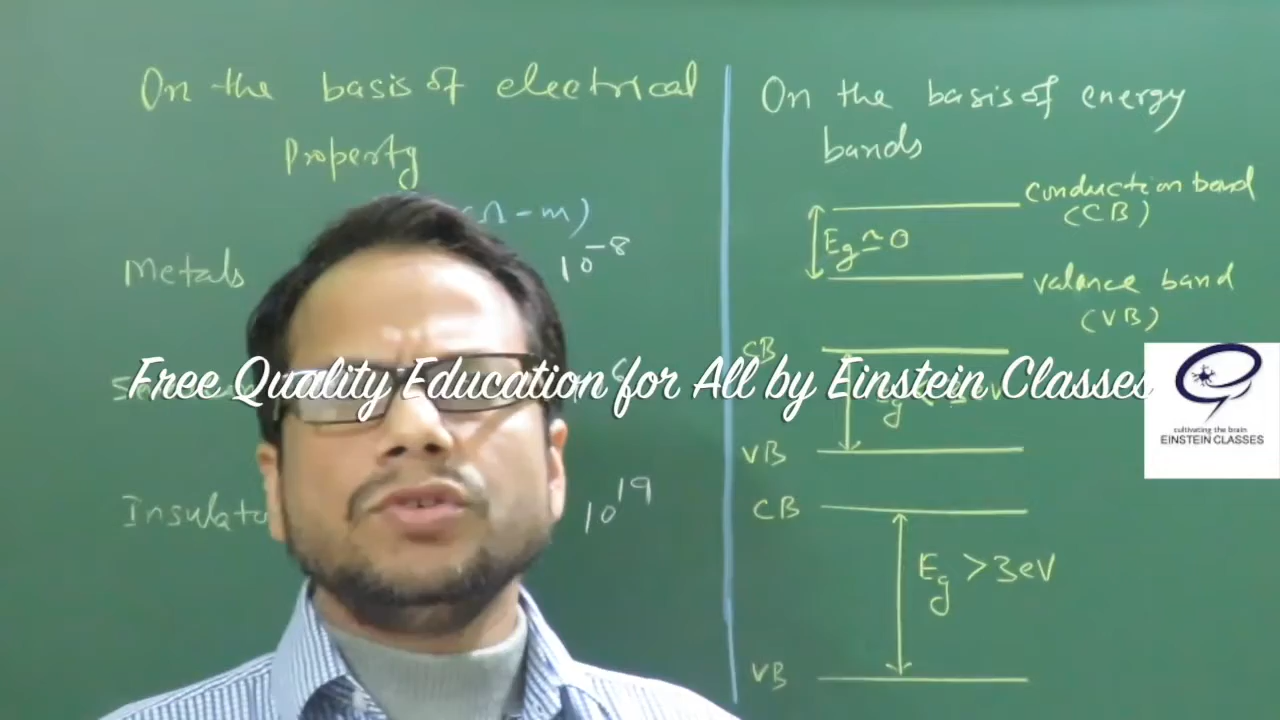 On the basis of electrical
Property
(Ω-m)
Metals 10⁻⁸
Insulato 10¹⁹
On the basis of energy
bands
conduction band
(CB)
Eg ≃ 0
valance band
(VB)
CB
VB
CB
Eg > 3eV
VB
Free Quality Education for All by Einstein Classes
cultivating the brain
EINSTEIN CLASSES